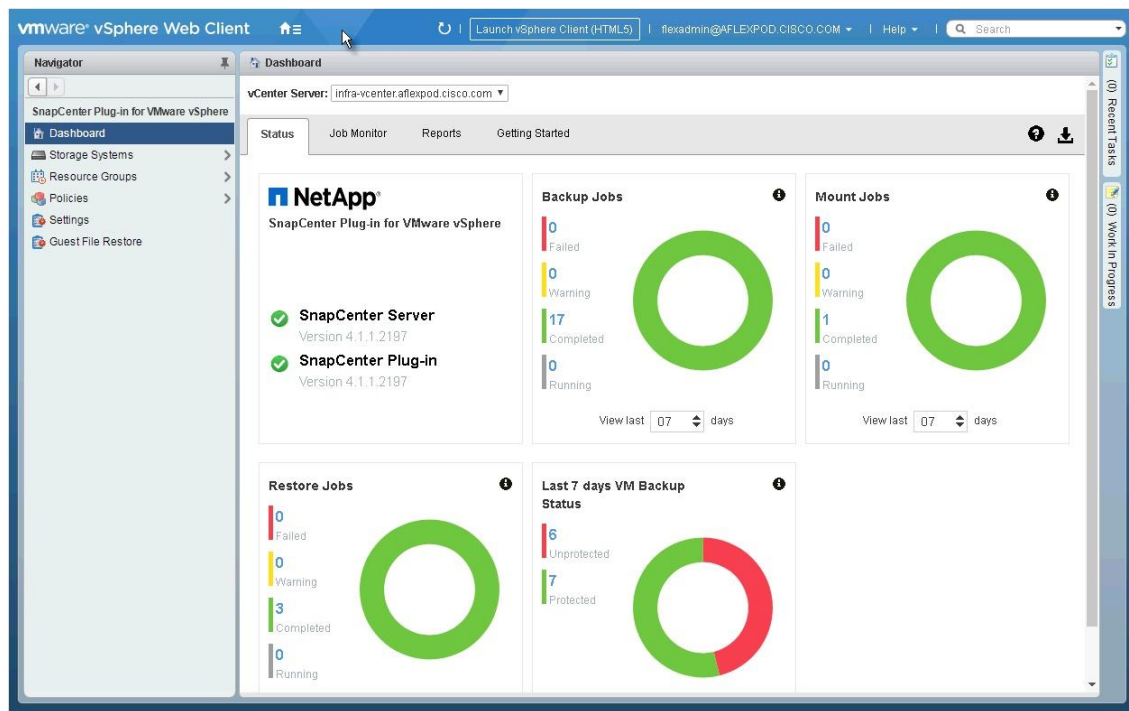 vmware® vSphere Web Client
Launch vSphere Client (HTML5)
flexadmin@AFLEXPOD.CISCO.COM
Help
Search
Navigator
SnapCenter Plug-in for VMware vSphere
Dashboard
Storage Systems
Resource Groups
Policies
Settings
Guest File Restore
Dashboard
vCenter Server: infra-vcenter.aflexpod.cisco.com
Status
Job Monitor
Reports
Getting Started
NetApp®
SnapCenter Plug-in for VMware vSphere
SnapCenter Server
Version 4.1.1.2197
SnapCenter Plug-in
Version 4.1.1.2197
Backup Jobs
0
Failed
0
Warning
17
Completed
0
Running
View last 07 days
Mount Jobs
0
Failed
0
Warning
1
Completed
0
Running
View last 07 days
Restore Jobs
0
Failed
0
Warning
3
Completed
0
Running
Last 7 days VM Backup
Status
6
Unprotected
7
Protected
(0) Recent Tasks
(0) Work In Progress